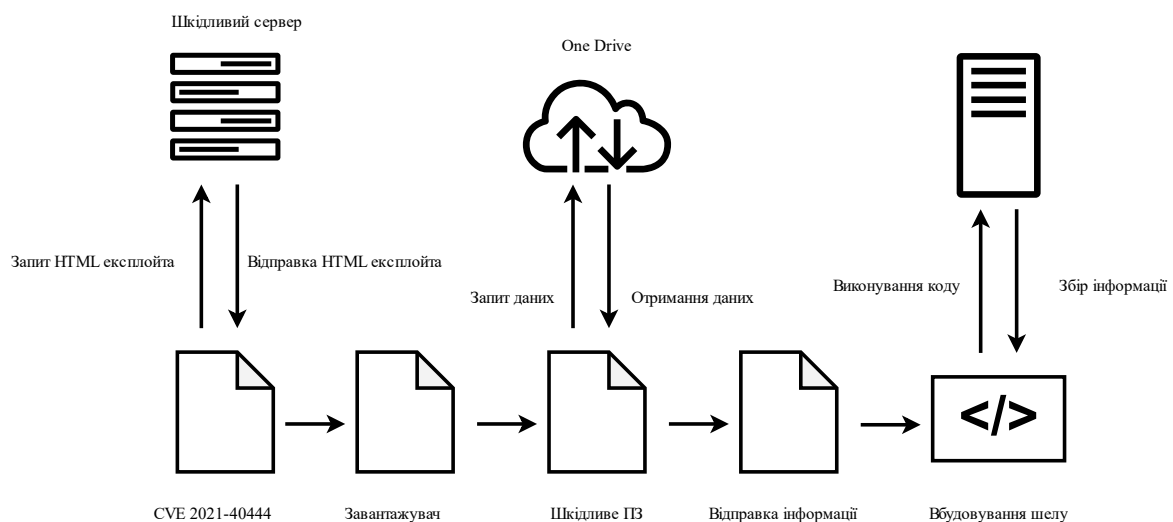 Шкідливий сервер
One Drive
Запит HTML експлойта
Відправка HTML експлойта
Запит даних
Отримання даних
Виконування коду
Збір інформації
</>
CVE 2021-40444
Завантажувач
Шкідливе ПЗ
Відправка інформації
Вбудовування шелу